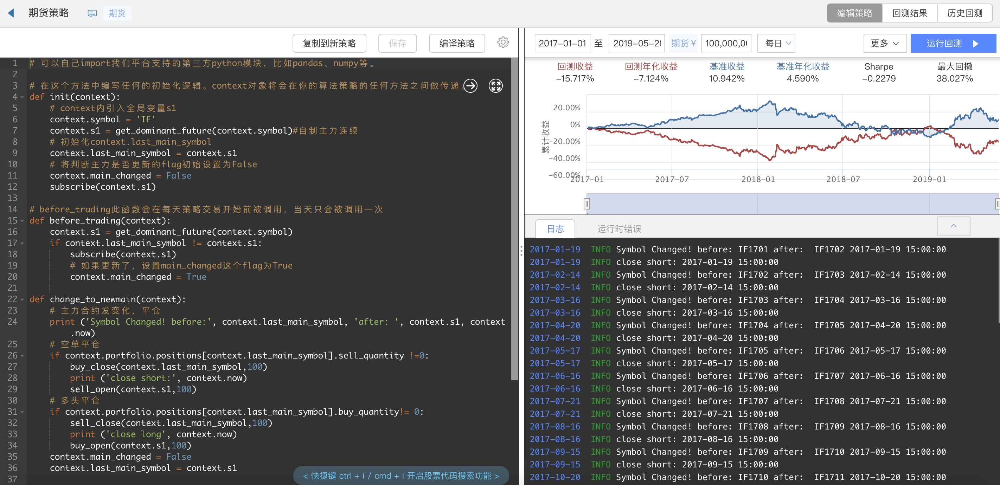 期货策略 期货 编辑策略 回测结果 历史回测
复制到新策略 保存 编译策略
1 # 可以自己import我们平台支持的第三方python模块，比如pandas、numpy等。
2
3 # 在这个方法中编写任何的初始化逻辑。context对象将会在你的算法策略的任何方法之间做传递。
4 def init(context):
5 # context内引入全局变量s1
6 context.symbol = 'IF'
7 context.s1 = get_dominant_future(context.symbol)#自制主力连续
8 # 初始化context.last_main_symbol
9 context.last_main_symbol = context.s1
10 # 将判断主力是否更新的flag初始设置为False
11 context.main_changed = False
12 subscribe(context.s1)
13
14 # before_trading此函数会在每天策略交易开始前被调用，当天只会被调用一次
15 def before_trading(context):
16 context.s1 = get_dominant_future(context.symbol)
17 if context.last_main_symbol != context.s1:
18 subscribe(context.s1)
19 # 如果更新了，设置main_changed这个flag为True
20 context.main_changed = True
21
22 def change_to_newmain(context):
23 # 主力合约发变化，平仓
24 print ('Symbol Changed! before:', context.last_main_symbol, 'after: ', context.s1, context
.now)
25 # 空单平仓
26 if context.portfolio.positions[context.last_main_symbol].sell_quantity !=0:
27 buy_close(context.last_main_symbol,100)
28 print ('close short:', context.now)
29 sell_open(context.s1,100)
30 # 多头平仓
31 if context.portfolio.positions[context.last_main_symbol].buy_quantity!= 0:
32 sell_close(context.last_main_symbol,100)
33 print ('close long', context.now)
34 buy_open(context.s1,100)
35 context.main_changed = False
36 context.last_main_symbol = context.s1
37
< 快捷键 ctrl + i / cmd + i 开启股票代码搜索功能 >
2017-01-01 至 2019-05-28 期货 ¥ 100,000,00 每日 更多 运行回测
回测收益 回测年化收益 基准收益 基准年化收益 Sharpe 最大回撤
-15.717% -7.124% 10.942% 4.590% -0.2279 38.027%
累计收益
20.00%
0%
-20.00%
-40.00%
-60.00%
2017-01 2017-07 2018-01 2018-07 2019-01
日志 运行时错误
2017-01-19 INFO Symbol Changed! before: IF1701 after: IF1702 2017-01-19 15:00:00
2017-01-19 INFO close short: 2017-01-19 15:00:00
2017-02-14 INFO Symbol Changed! before: IF1702 after: IF1703 2017-02-14 15:00:00
2017-02-14 INFO close short: 2017-02-14 15:00:00
2017-03-16 INFO Symbol Changed! before: IF1703 after: IF1704 2017-03-16 15:00:00
2017-03-16 INFO close short: 2017-03-16 15:00:00
2017-04-20 INFO Symbol Changed! before: IF1704 after: IF1705 2017-04-20 15:00:00
2017-04-20 INFO close short: 2017-04-20 15:00:00
2017-05-17 INFO Symbol Changed! before: IF1705 after: IF1706 2017-05-17 15:00:00
2017-05-17 INFO close short: 2017-05-17 15:00:00
2017-06-16 INFO Symbol Changed! before: IF1706 after: IF1707 2017-06-16 15:00:00
2017-06-16 INFO close short: 2017-06-16 15:00:00
2017-07-21 INFO Symbol Changed! before: IF1707 after: IF1708 2017-07-21 15:00:00
2017-07-21 INFO close short: 2017-07-21 15:00:00
2017-08-16 INFO Symbol Changed! before: IF1708 after: IF1709 2017-08-16 15:00:00
2017-08-16 INFO close short: 2017-08-16 15:00:00
2017-09-15 INFO Symbol Changed! before: IF1709 after: IF1710 2017-09-15 15:00:00
2017-09-15 INFO close short: 2017-09-15 15:00:00
2017-10-20 INFO Symbol Changed! before: IF1710 after: IF1711 2017-10-20 15:00:00